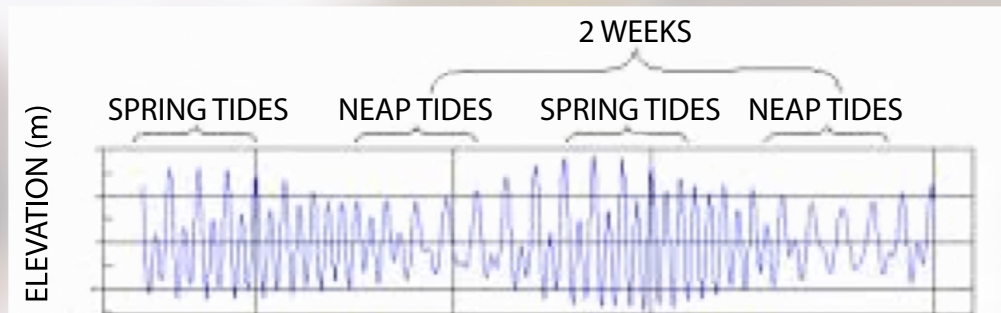 2 WEEKS
SPRING TIDES NEAP TIDES SPRING TIDES NEAP TIDES
ELEVATION (m)